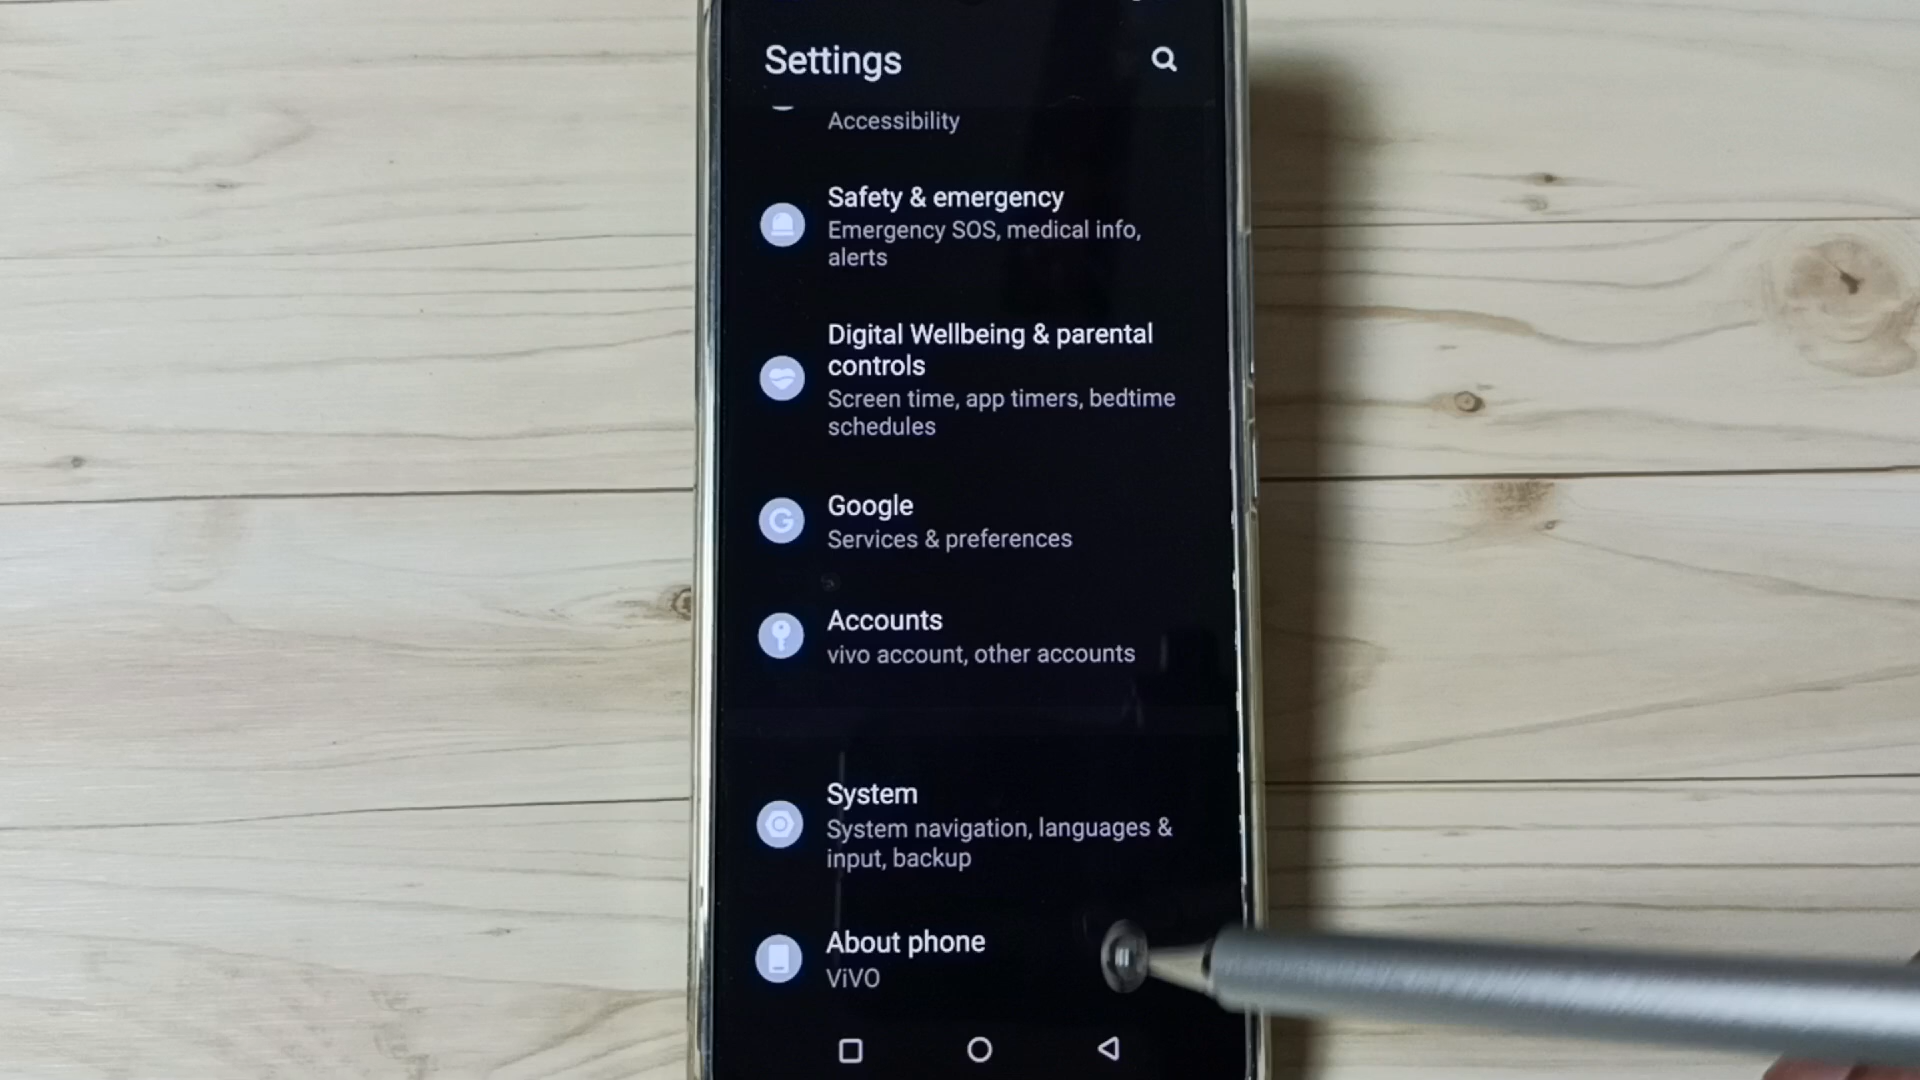 Settings
Accessibility
Safety & emergency
Emergency SOS, medical info,
alerts
Digital Wellbeing & parental
controls
Screen time, app timers, bedtime
schedules
Google
Services & preferences
Accounts
vivo account, other accounts
System
System navigation, languages &
input, backup
About phone
ViVO